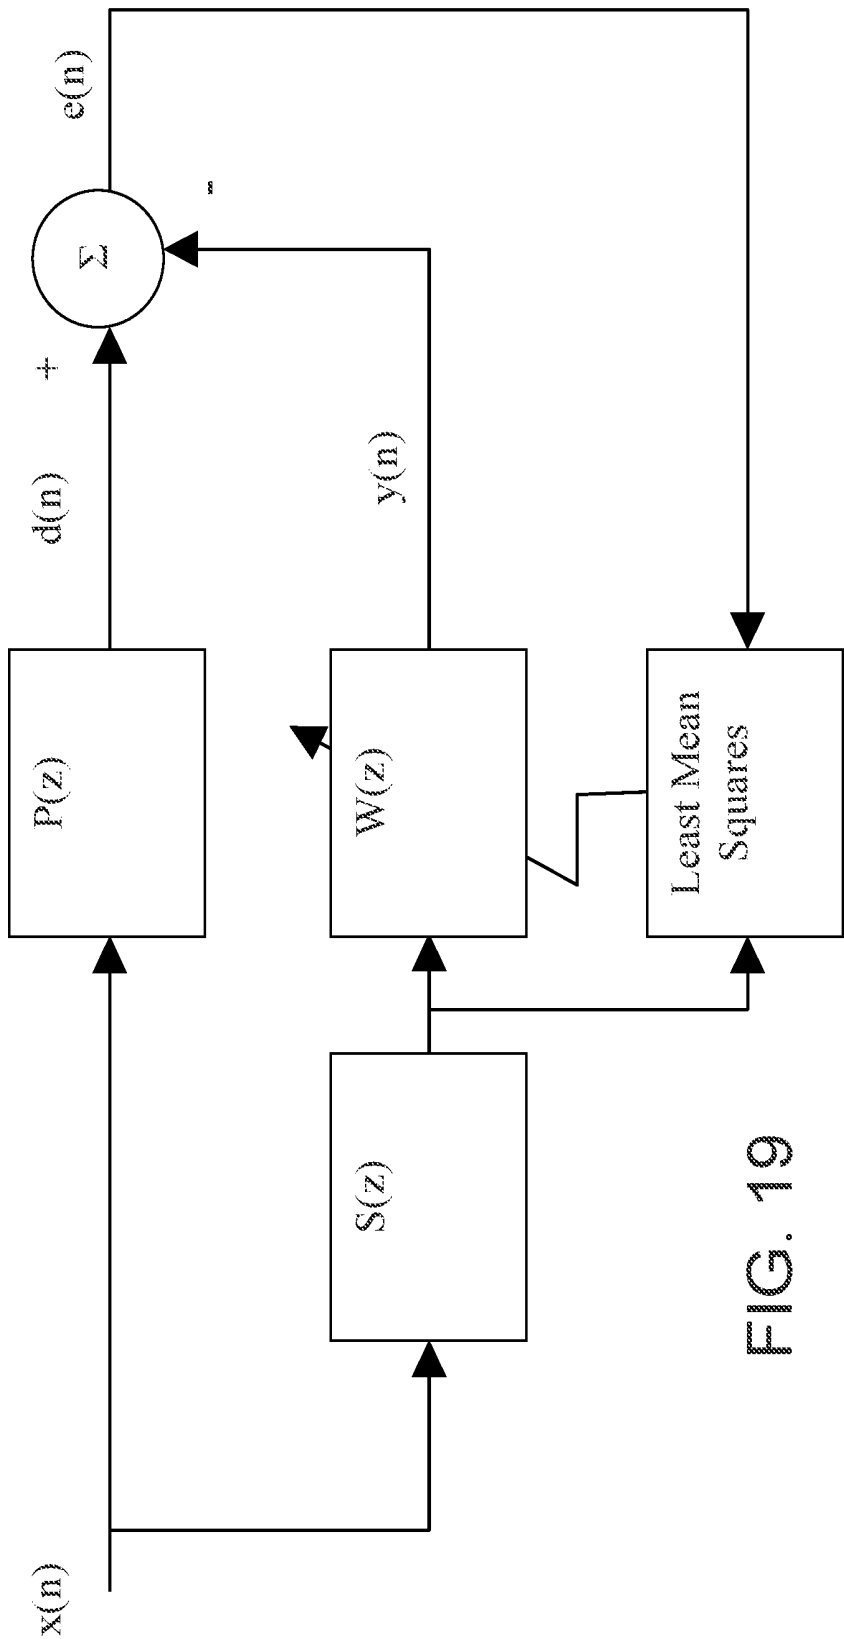 x(n)
P(z)
d(n)
+
Σ
e(n)
-
S(z)
W(z)
y(n)
Least Mean
Squares
FIG. 19